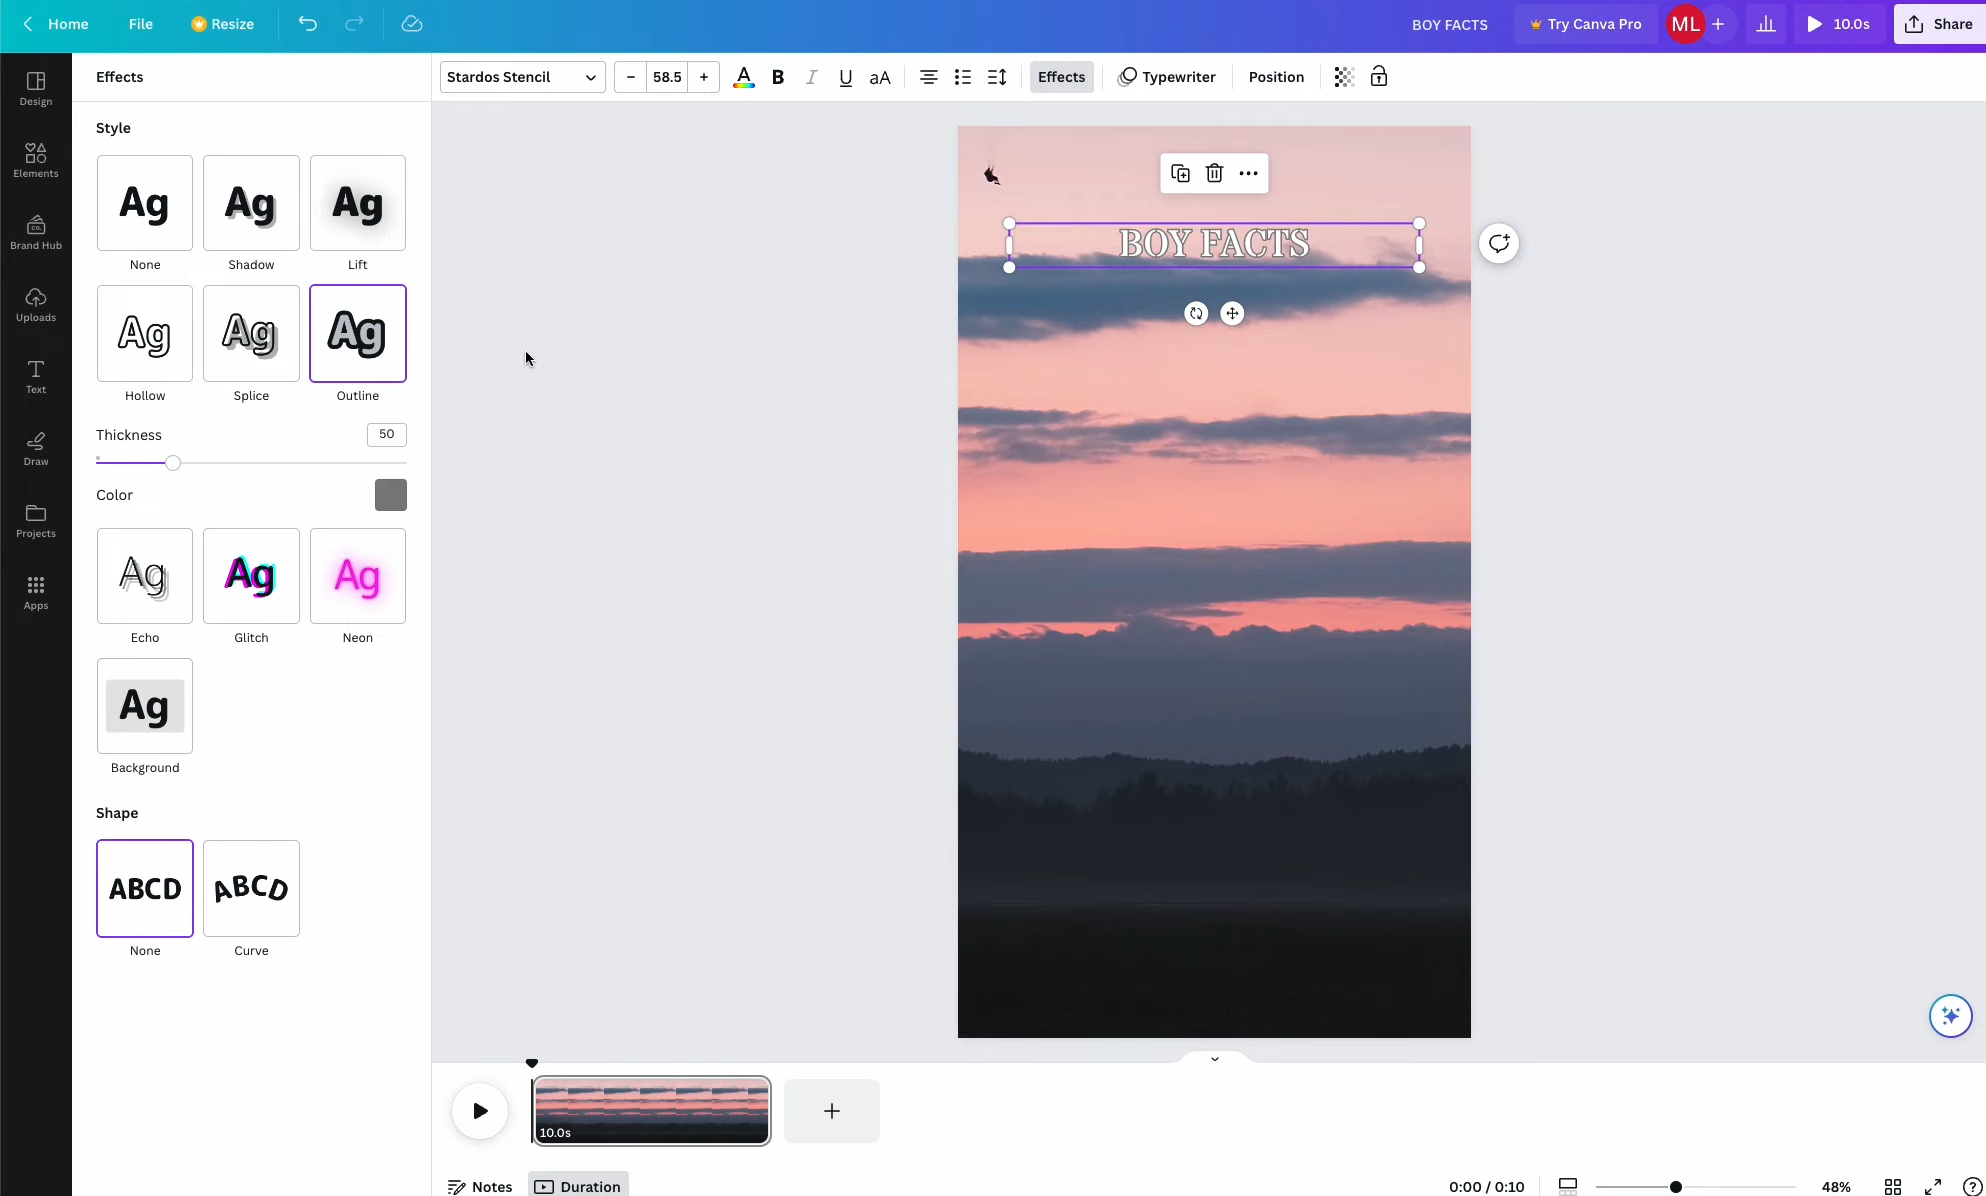 Home File Resize BOY FACTS Try Canva Pro ML + 10.0s Share
Design
Elements
Brand Hub
Uploads
Text
Draw
Projects
Apps
Effects
Stardos Stencil − 58.5 + A B I U aA Effects Typewriter Position
Style
Ag Ag Ag
None Shadow Lift
Ag Ag Ag
Hollow Splice Outline
Thickness 50
Color
Ag Ag Ag
Echo Glitch Neon
Ag
Background
Shape
ABCD ABCD
None Curve
BOY FACTS
CO.
10.0s
+
Notes Duration 0:00 / 0:10 48% ?